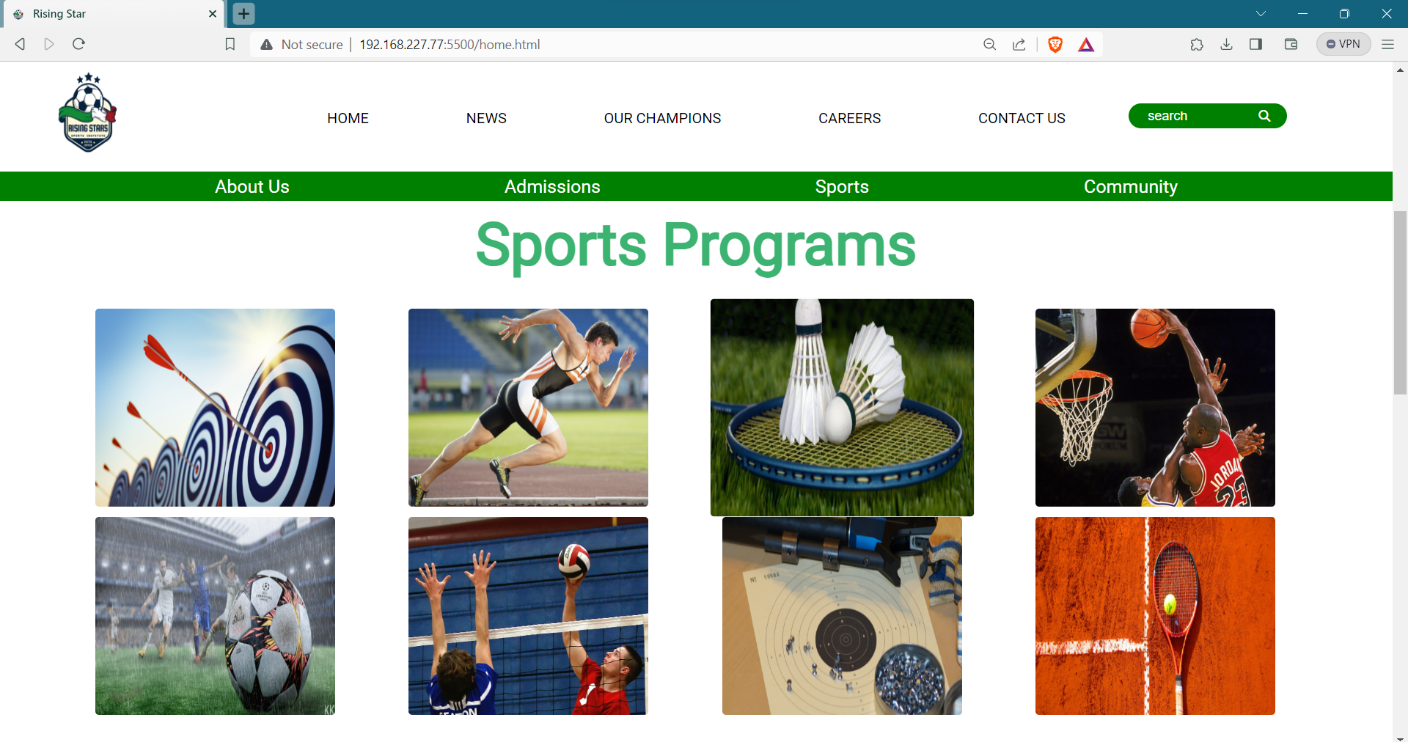 Rising Star
Not secure | 192.168.227.77:5500/home.html
VPN
RISING STARS
HOME NEWS OUR CHAMPIONS CAREERS CONTACT US search
About Us Admissions Sports Community
Sports Programs
JORDAN
23
KK